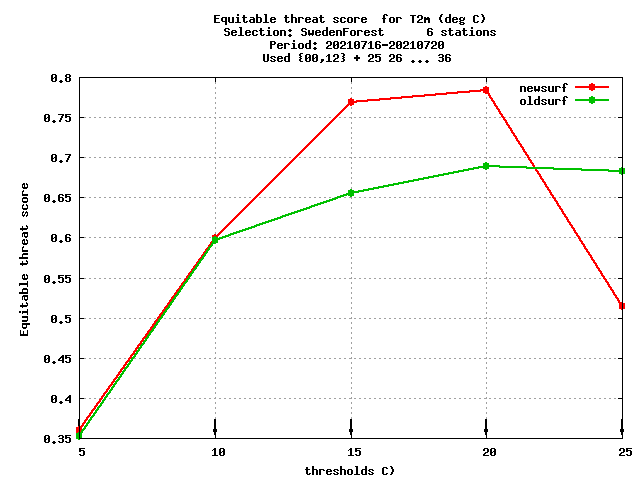 Equitable threat score  for T2m (deg C)
Selection: SwedenForest      6 stations
Period: 20210716-20210720
Used {00,12} + 25 26 ... 36
newsurf
oldsurf
Equitable threat score
0.8
0.75
0.7
0.65
0.6
0.55
0.5
0.45
0.4
0.35
5 10 15 20 25
thresholds C)